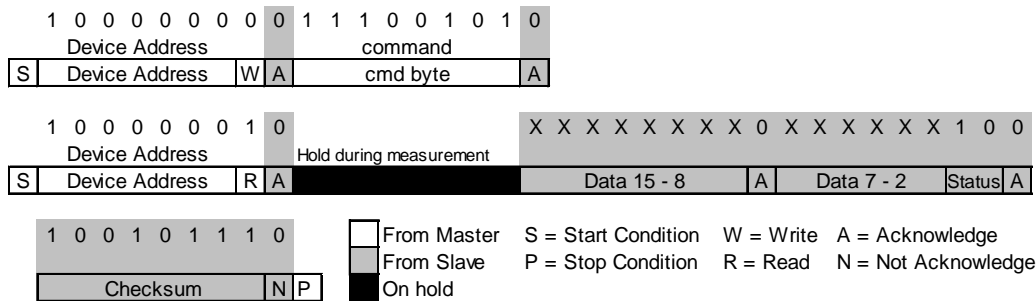 1 0 0 0 0 0 0 0 0 1 1 1 0 0 1 0 1 0
Device Address command
S Device Address W A cmd byte A
1 0 0 0 0 0 0 1 0 X X X X X X X X 0 X X X X X X 1 0 0
Device Address Hold during measurement
S Device Address R A Data 15 - 8 A Data 7 - 2 Status A
1 0 0 1 0 1 1 1 0 From Master S = Start Condition W = Write A = Acknowledge
From Slave P = Stop Condition R = Read N = Not Acknowledge
Checksum N P On hold